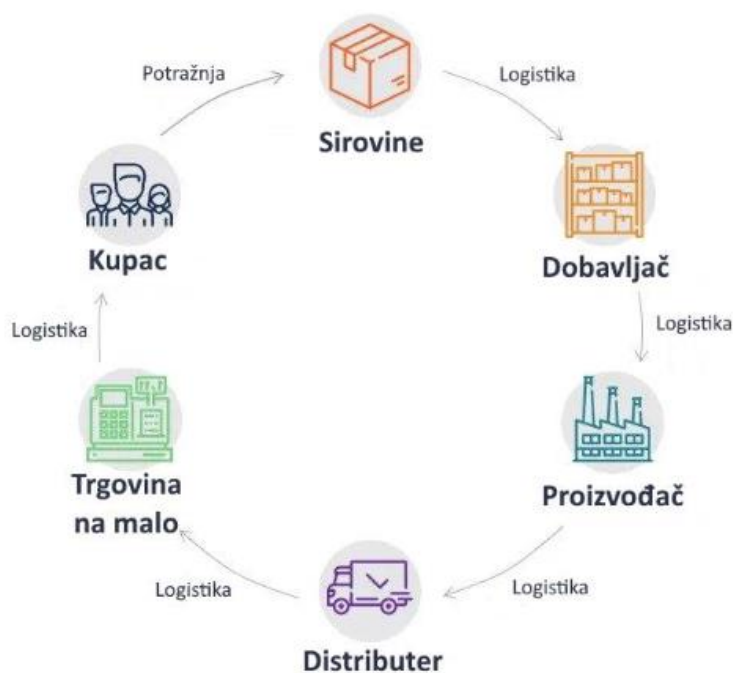 Potražnja
Logistika
Sirovine
Kupac
Dobavljač
Logistika
Logistika
Trgovina
na malo
Proizvođač
Logistika
Logistika
Distributer